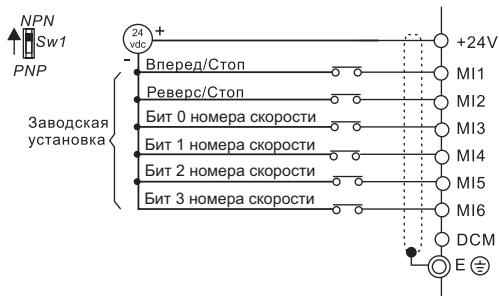 NPN
Sw1
PNP
24
vdc
+
-
+24V
Вперед/Стоп
MI1
Реверс/Стоп
MI2
Заводская
установка
Бит 0 номера скорости
MI3
Бит 1 номера скорости
MI4
Бит 2 номера скорости
MI5
Бит 3 номера скорости
MI6
DCM
E